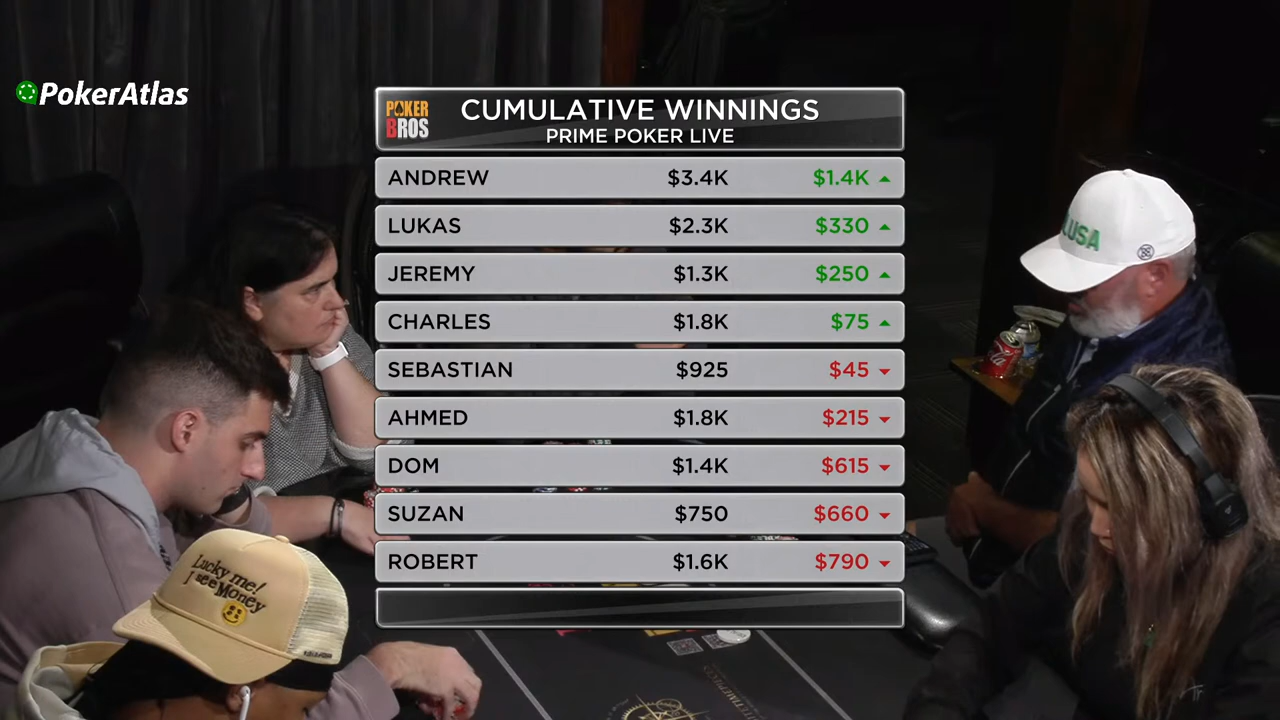 PokerAtlas
POKER
BROS
CUMULATIVE WINNINGS
PRIME POKER LIVE
ANDREW $3.4K $1.4K
LUKAS $2.3K $330
JEREMY $1.3K $250
CHARLES $1.8K $75
SEBASTIAN $925 $45
AHMED $1.8K $215
DOM $1.4K $615
SUZAN $750 $660
ROBERT $1.6K $790
USA
Lucky me!
I see Money